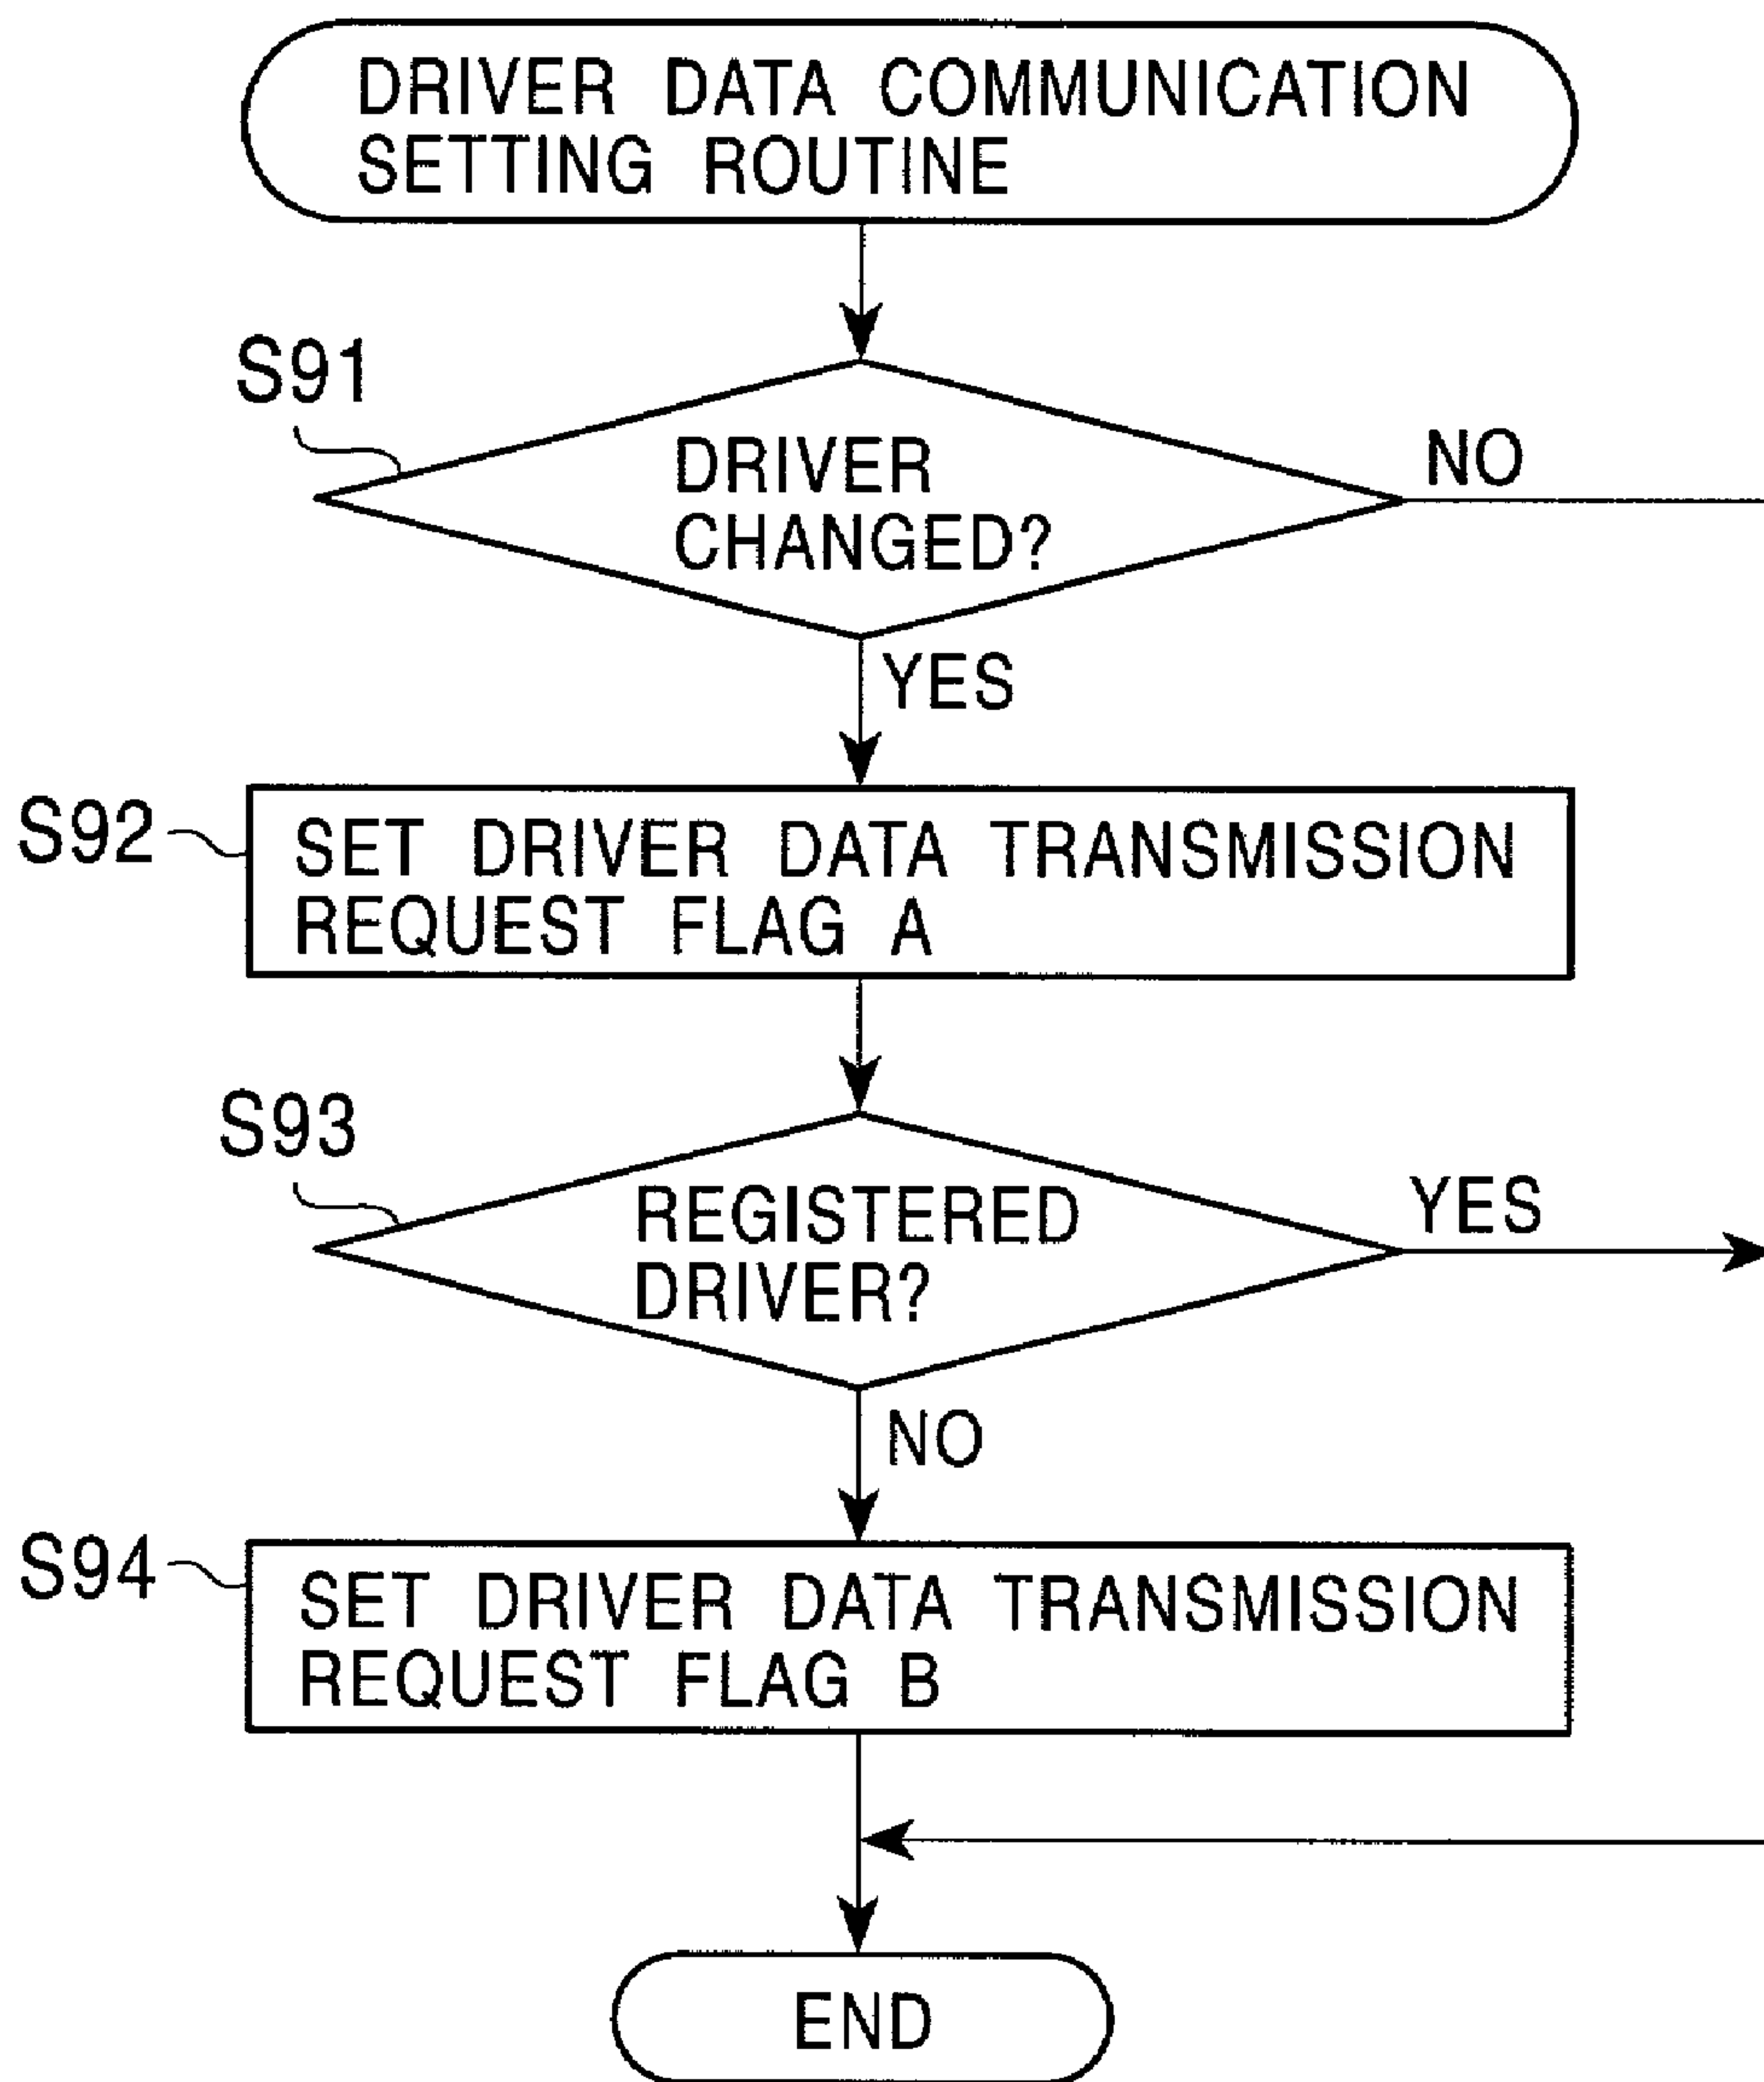 DRIVER DATA COMMUNICATION
SETTING ROUTINE
S91
DRIVER
CHANGED?
NO
YES
S92
SET DRIVER DATA TRANSMISSION
REQUEST FLAG A
S93
REGISTERED
DRIVER?
YES
NO
S94
SET DRIVER DATA TRANSMISSION
REQUEST FLAG B
END